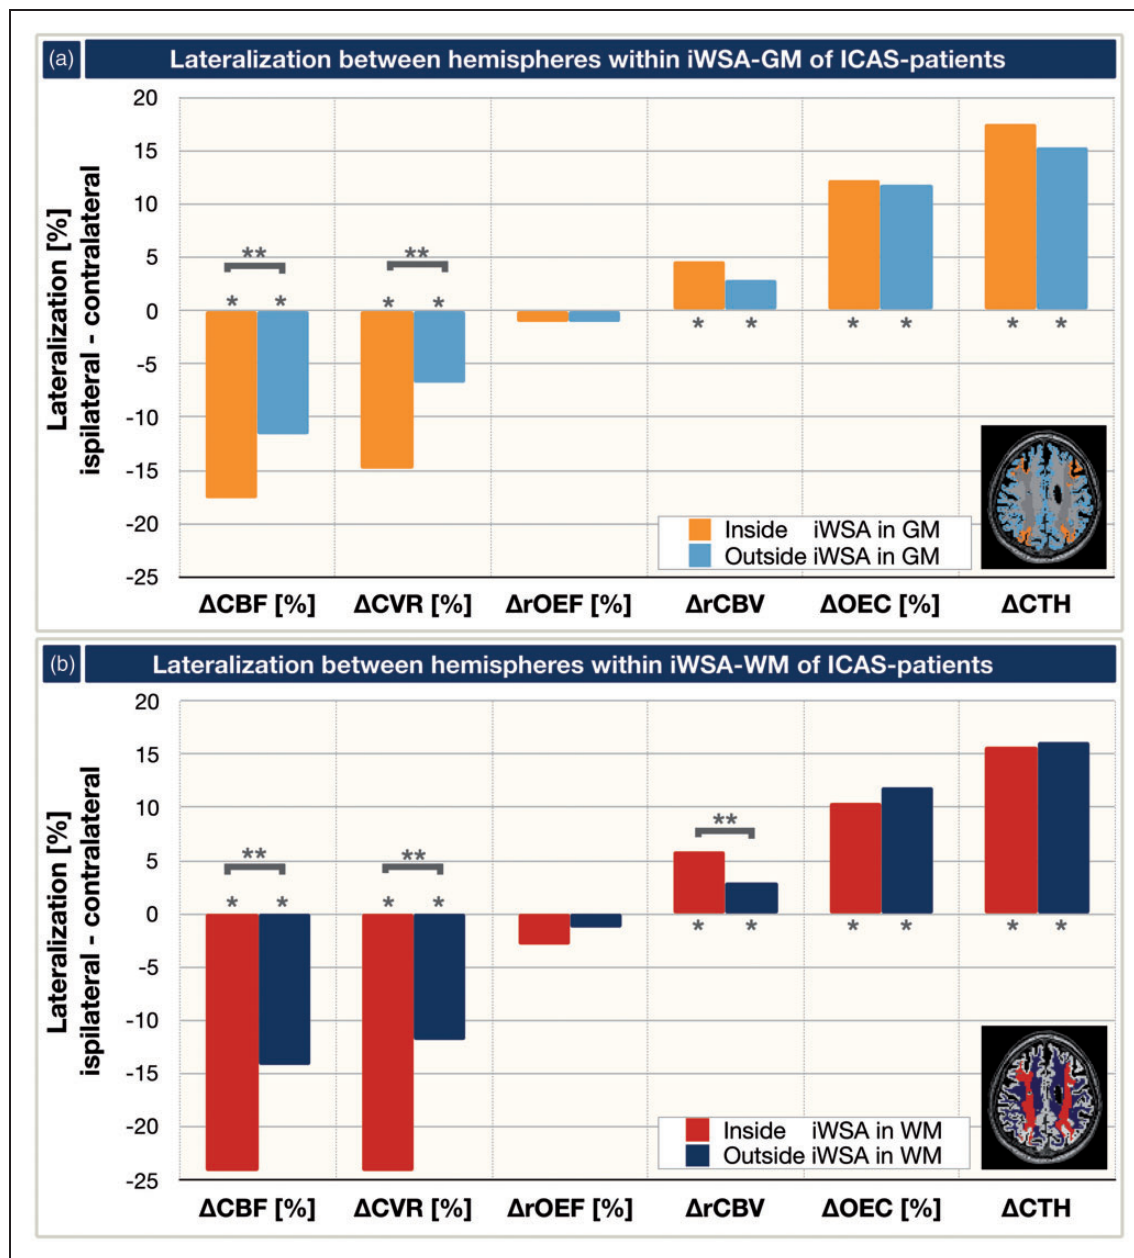 (a) Lateralization between hemispheres within iWSA-GM of ICAS-patients
Lateralization [%]
ispilateral - contralateral
20
15
10
5
0
-5
-10
-15
-20
-25
** **
* * * *
* * * * * *
Inside iWSA in GM
Outside iWSA in GM
ΔCBF [%] ΔCVR [%] ΔrOEF [%] ΔrCBV ΔOEC [%] ΔCTH
(b) Lateralization between hemispheres within iWSA-WM of ICAS-patients
Lateralization [%]
ispilateral - contralateral
20
15
10
5
0
-5
-10
-15
-20
-25
** ** **
* * * *
* * * * * *
Inside iWSA in WM
Outside iWSA in WM
ΔCBF [%] ΔCVR [%] ΔrOEF [%] ΔrCBV ΔOEC [%] ΔCTH